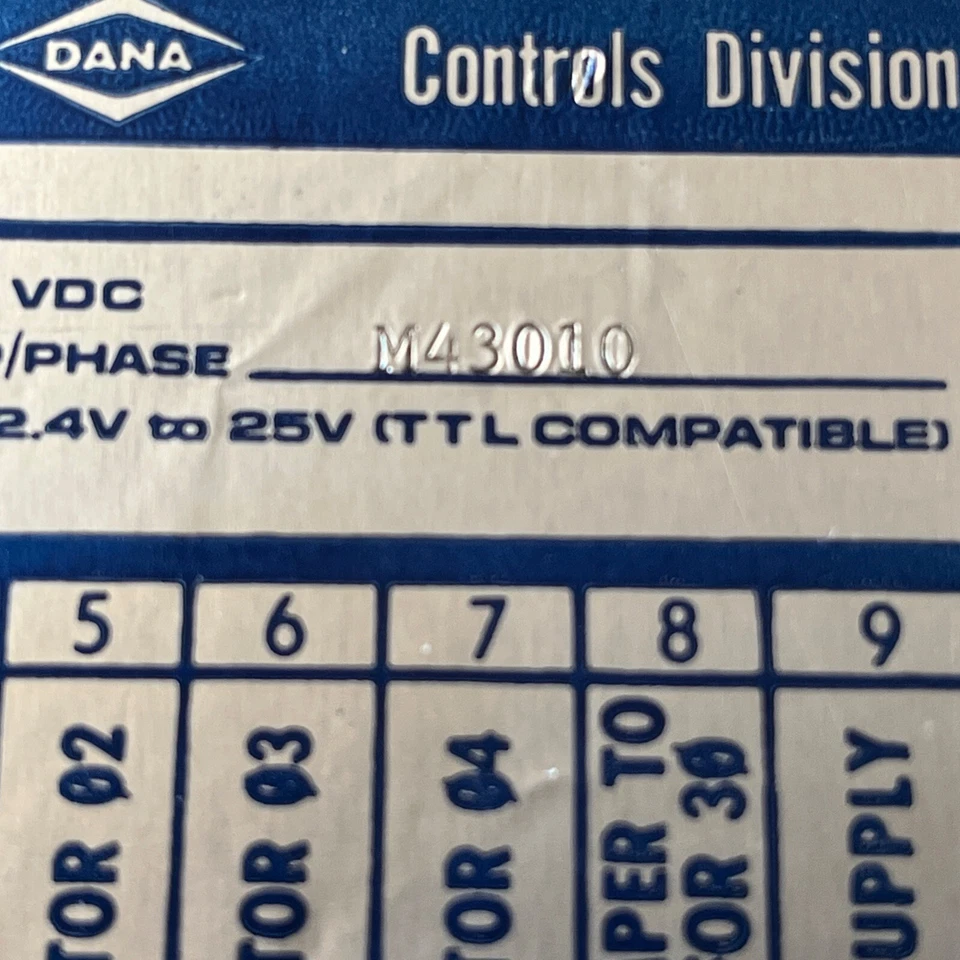 DANA
Controls Division
VDC
/PHASE M43010
2.4V to 25V (TTL COMPATIBLE)
5 6 7 8 9
TOR Ø2
TOR Ø3
TOR Ø4
PER TO
OR 3Ø
UPPLY